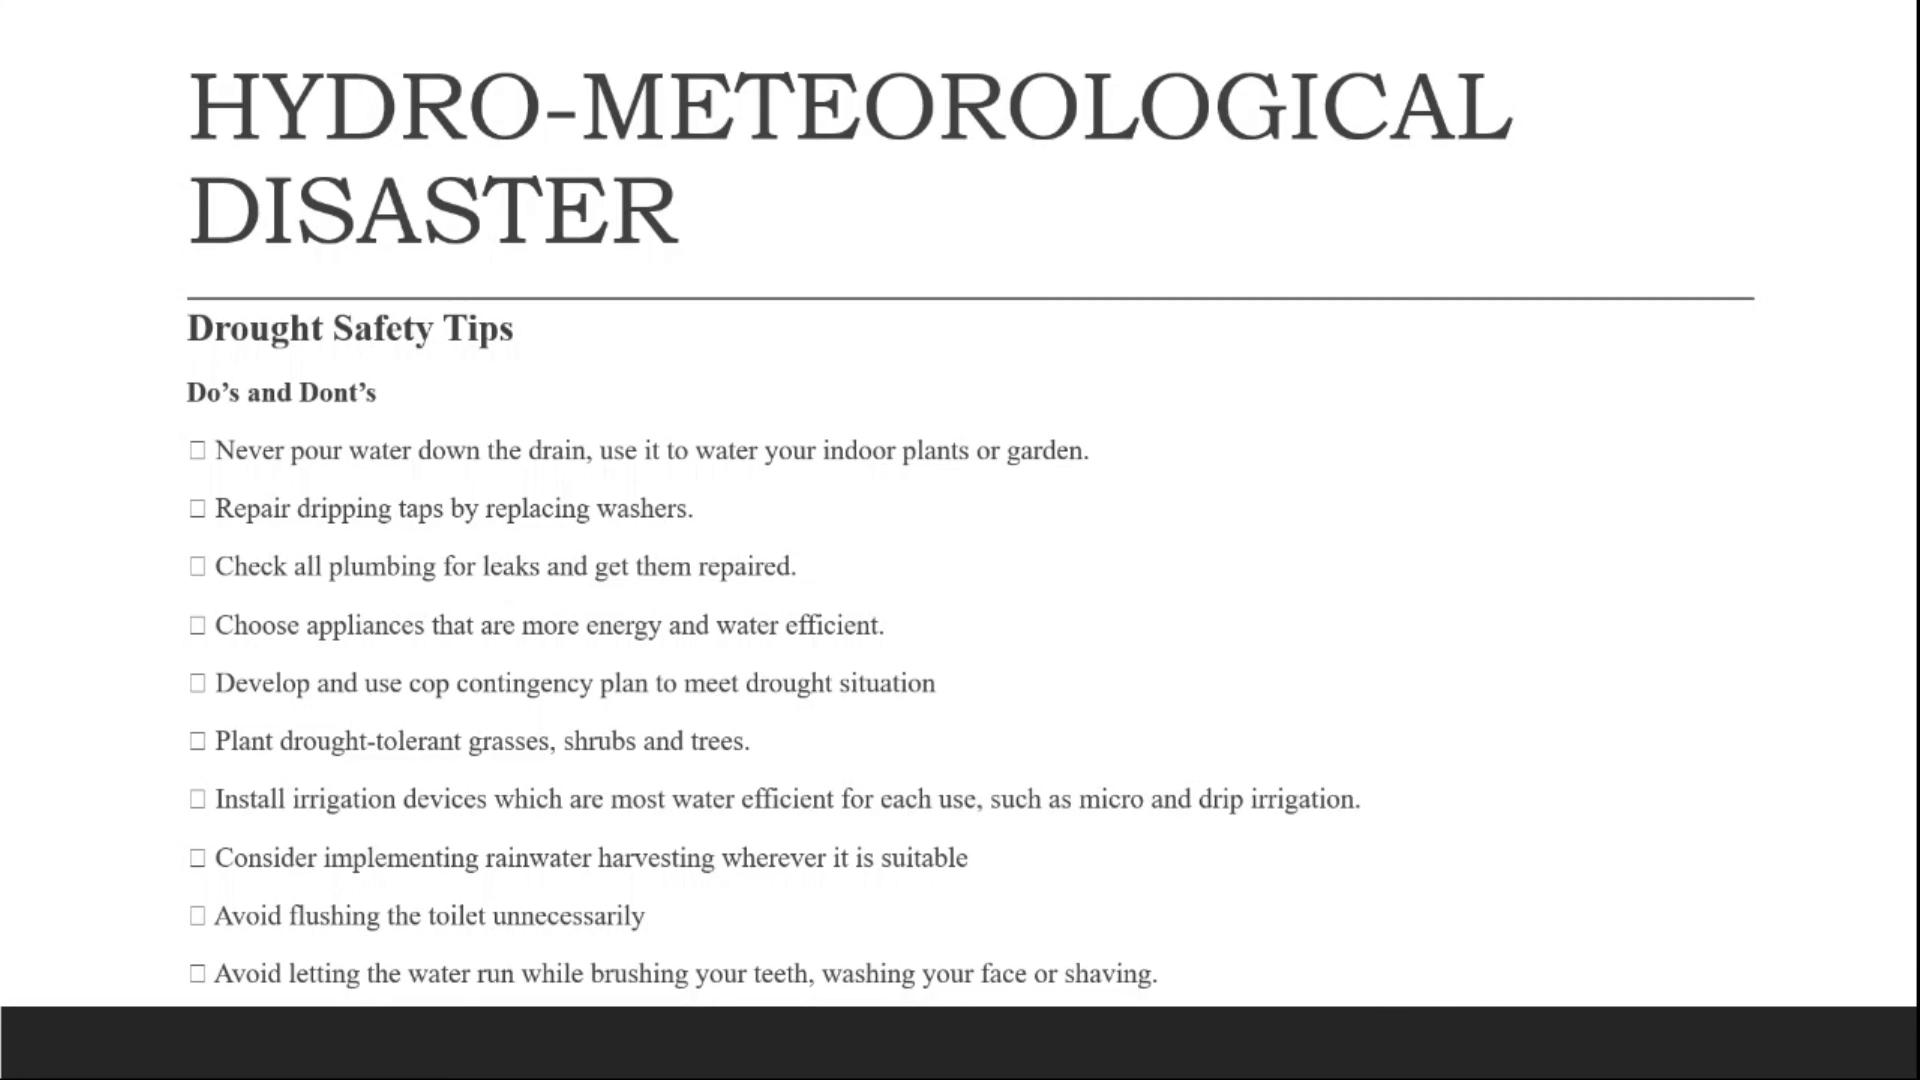 HYDRO-METEOROLOGICAL
DISASTER
Drought Safety Tips
Do’s and Dont’s
□ Never pour water down the drain, use it to water your indoor plants or garden.
□ Repair dripping taps by replacing washers.
□ Check all plumbing for leaks and get them repaired.
□ Choose appliances that are more energy and water efficient.
□ Develop and use cop contingency plan to meet drought situation
□ Plant drought-tolerant grasses, shrubs and trees.
□ Install irrigation devices which are most water efficient for each use, such as micro and drip irrigation.
□ Consider implementing rainwater harvesting wherever it is suitable
□ Avoid flushing the toilet unnecessarily
□ Avoid letting the water run while brushing your teeth, washing your face or shaving.